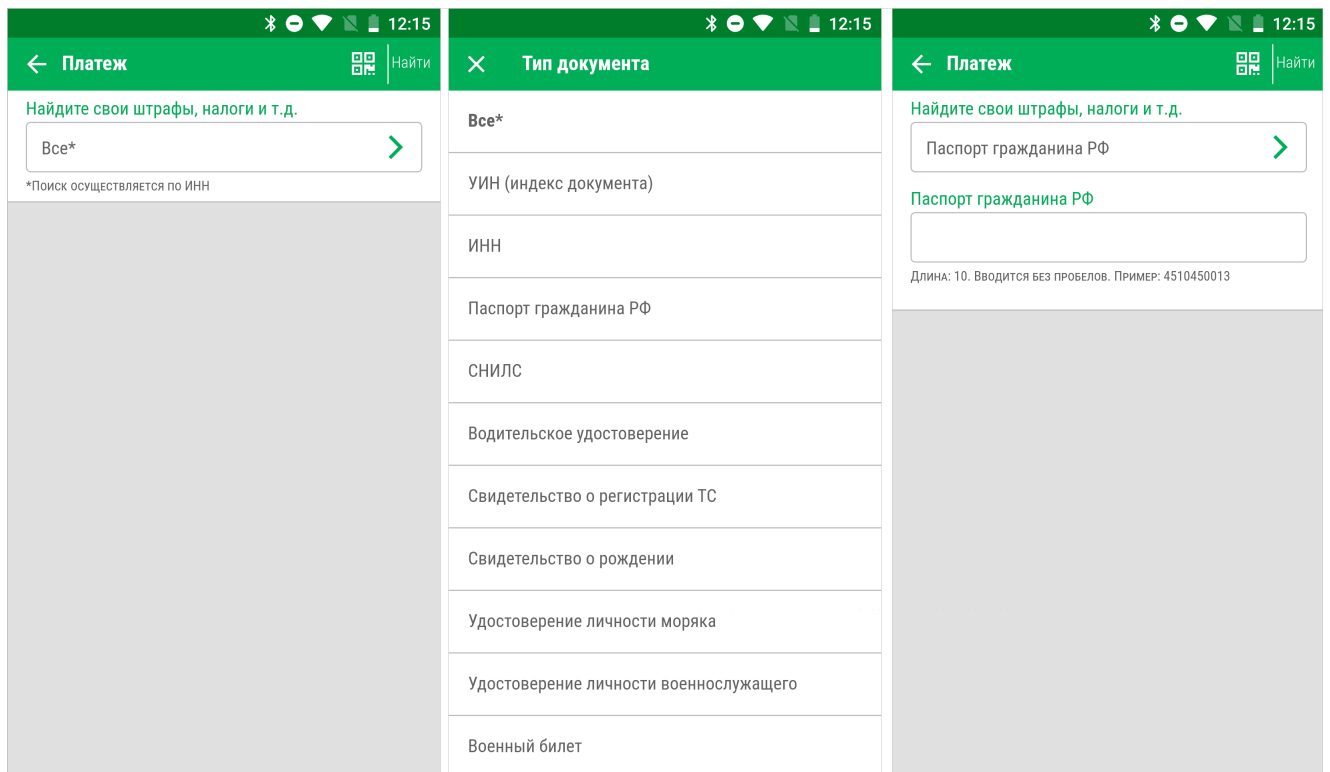 12:15
Платеж
Найти
Найдите свои штрафы, налоги и т.д.
Все*
*Поиск осуществляется по ИНН
12:15
Тип документа
Все*
УИН (индекс документа)
ИНН
Паспорт гражданина РФ
СНИЛС
Водительское удостоверение
Свидетельство о регистрации ТС
Свидетельство о рождении
Удостоверение личности моряка
Удостоверение личности военнослужащего
Военный билет
12:15
Платеж
Найти
Найдите свои штрафы, налоги и т.д.
Паспорт гражданина РФ
Паспорт гражданина РФ
Длина: 10. Вводится без пробелов. Пример: 4510450013